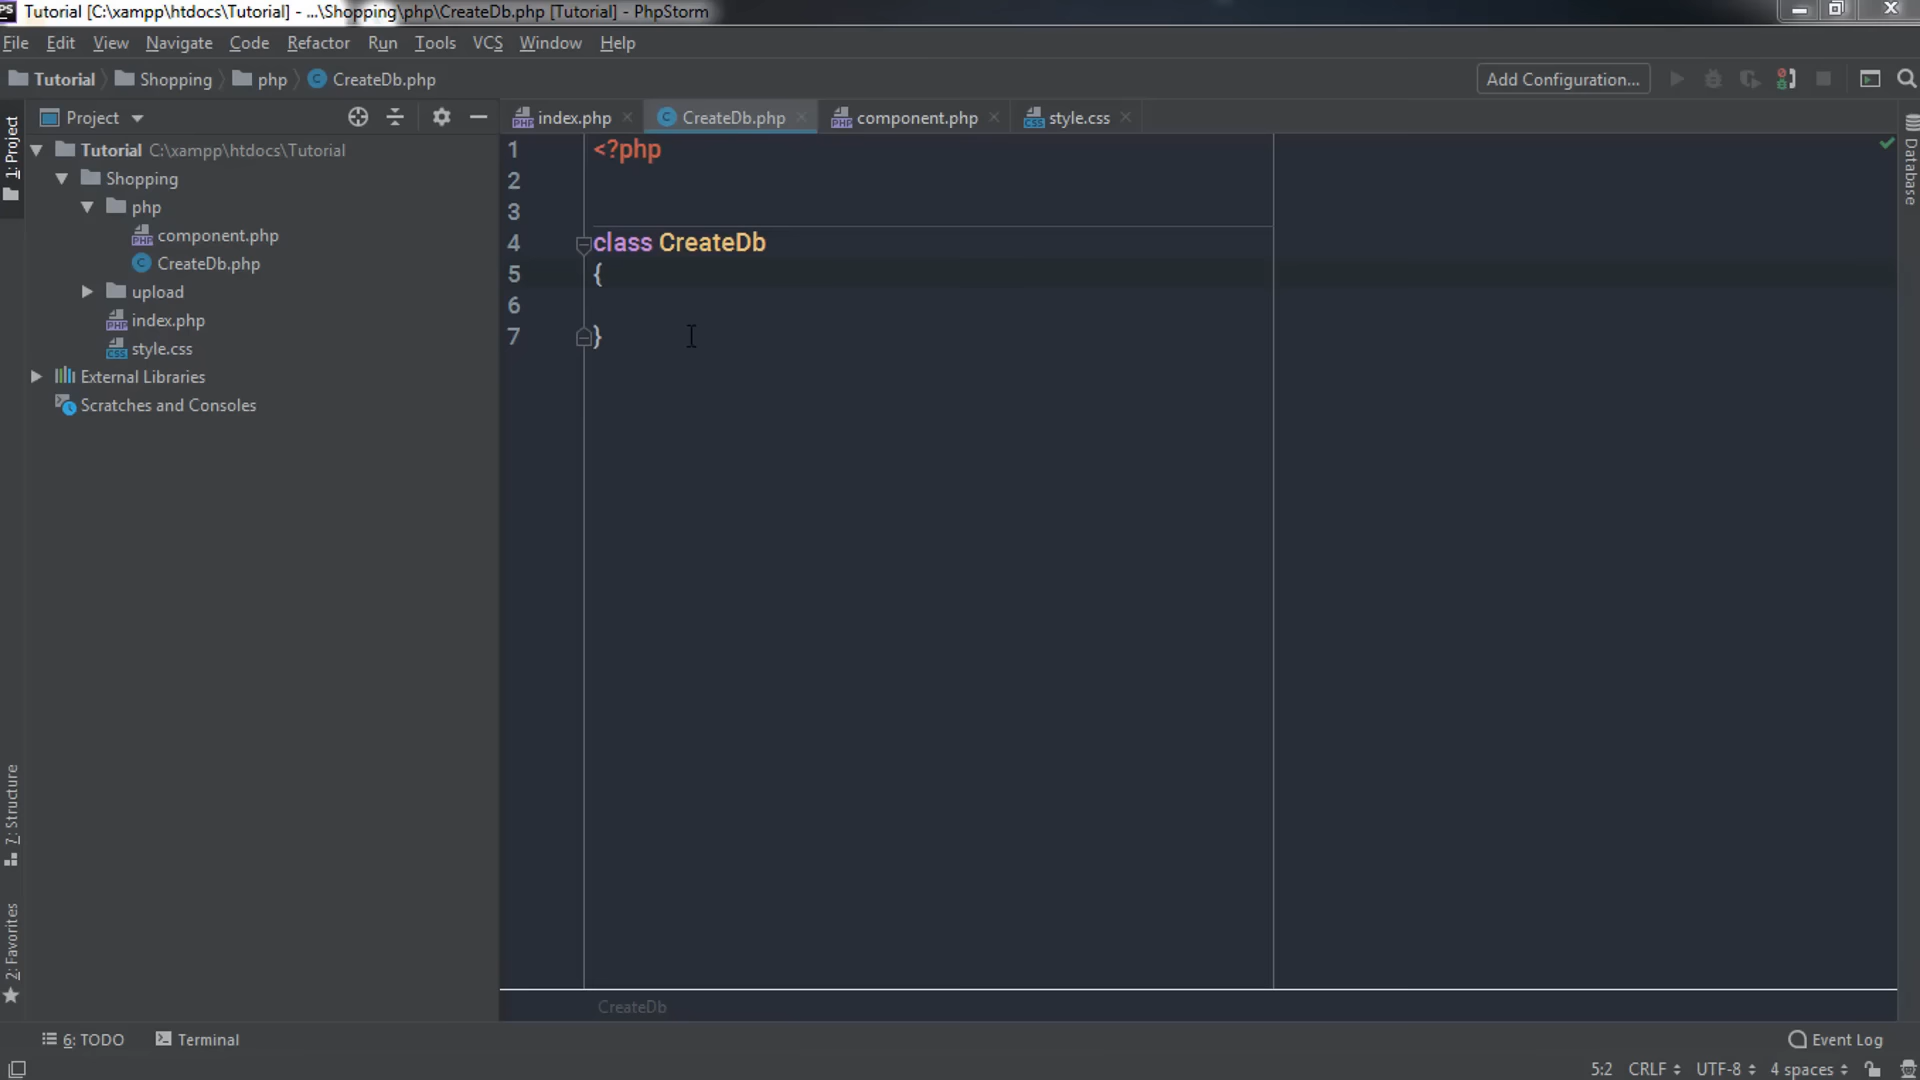 Tutorial [C:\xampp\htdocs\Tutorial] - ...\Shopping\php\CreateDb.php [Tutorial] - PhpStorm
File Edit View Navigate Code Refactor Run Tools VCS Window Help
Tutorial Shopping php CreateDb.php Add Configuration...
1: Project
Project
index.php CreateDb.php component.php style.css
Tutorial C:\xampp\htdocs\Tutorial
Shopping
php
component.php
CreateDb.php
upload
index.php
style.css
External Libraries
Scratches and Consoles
1 <?php
2
3
4 class CreateDb
5 {
6
7 }
Database
7: Structure
2: Favorites
CreateDb
6: TODO Terminal Event Log
5:2 CRLF UTF-8 4 spaces